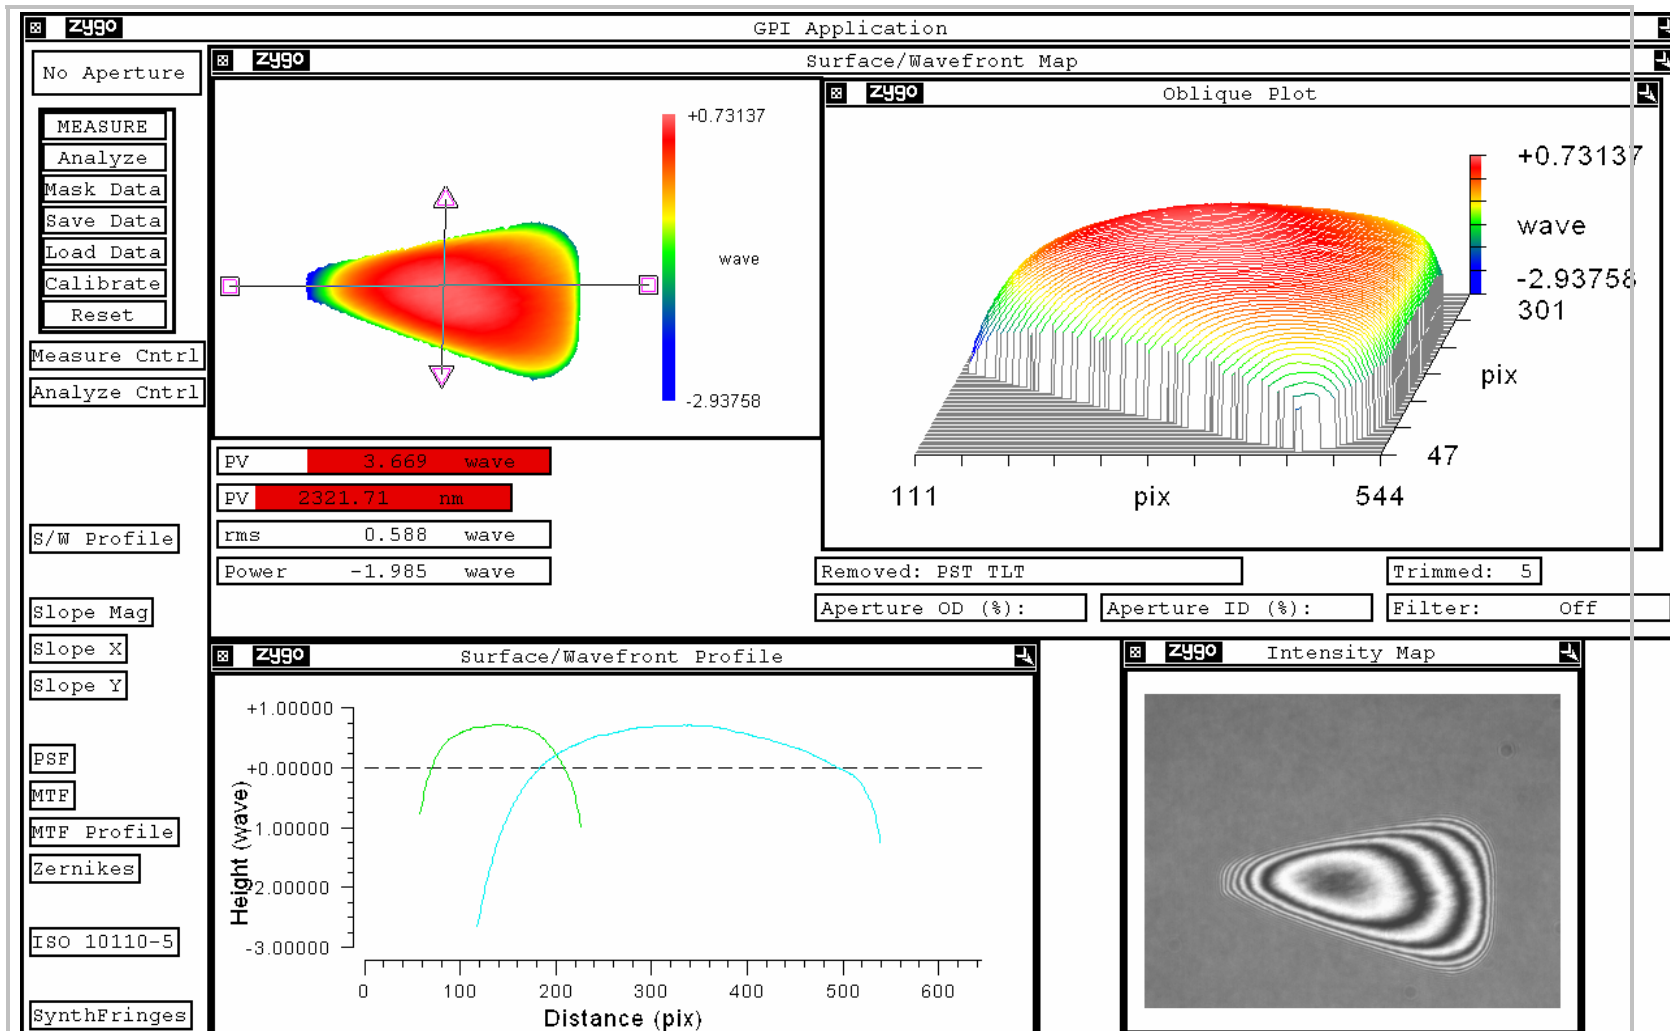 zygo GPI Application
No Aperture
MEASURE
Analyze
Mask Data
Save Data
Load Data
Calibrate
Reset
Measure Cntrl
Analyze Cntrl
S/W Profile
Slope Mag
Slope X
Slope Y
PSF
MTF
MTF Profile
Zernikes
ISO 10110-5
SynthFringes
zygo Surface/Wavefront Map
+0.73137
wave
-2.93758
zygo Oblique Plot
+0.73137
wave
-2.93758
301
pix
47
111 pix 544
PV 3.669 wave
PV 2321.71 nm
rms 0.588 wave
Power -1.985 wave
Removed: PST TLT
Trimmed: 5
Aperture OD (%):
Aperture ID (%):
Filter: Off
zygo Surface/Wavefront Profile
+1.00000
+0.00000
-1.00000
-2.00000
-3.00000
Height (wave)
0 100 200 300 400 500 600
Distance (pix)
zygo Intensity Map